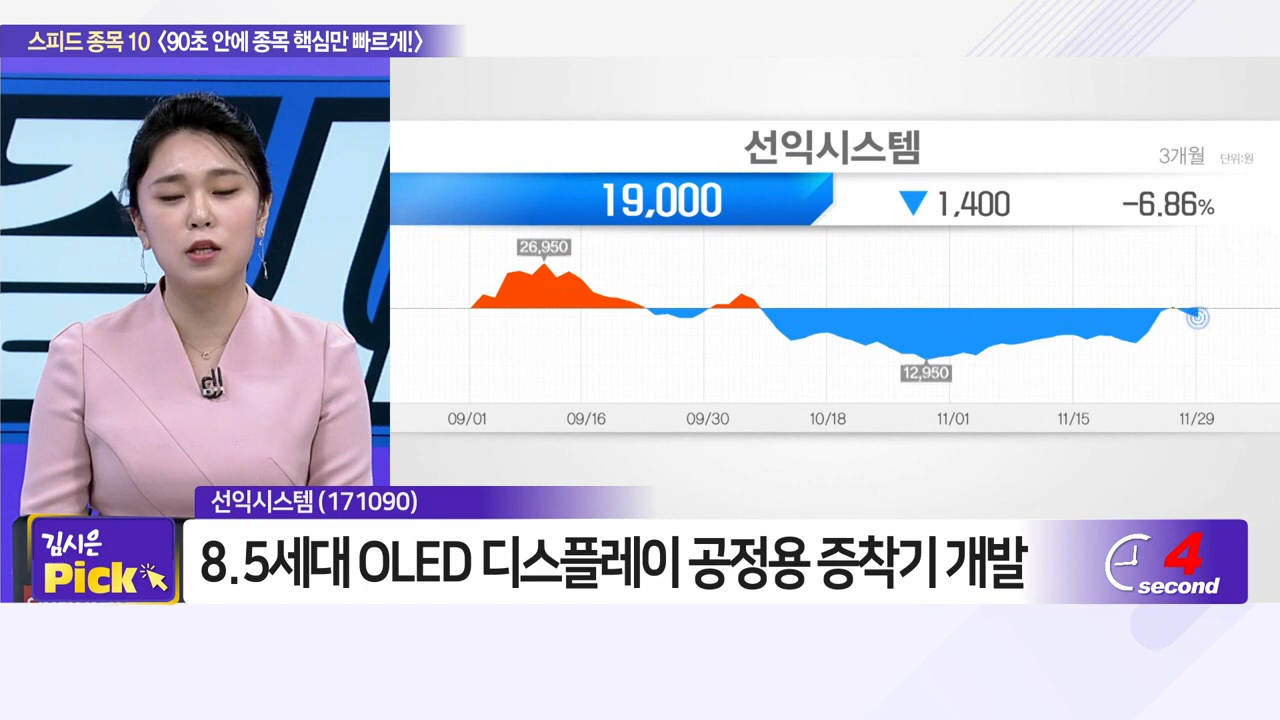 스피드 종목 10 <90초 안에 종목 핵심만 빠르게!>
선익시스템
3개월 단위:원
19,000 ▼ 1,400 -6.86%
26,950
12,950
09/01 09/16 09/30 10/18 11/01 11/15 11/29
선익시스템 (171090)
김시은
Pick
8.5세대 OLED 디스플레이 공정용 증착기 개발
4
second